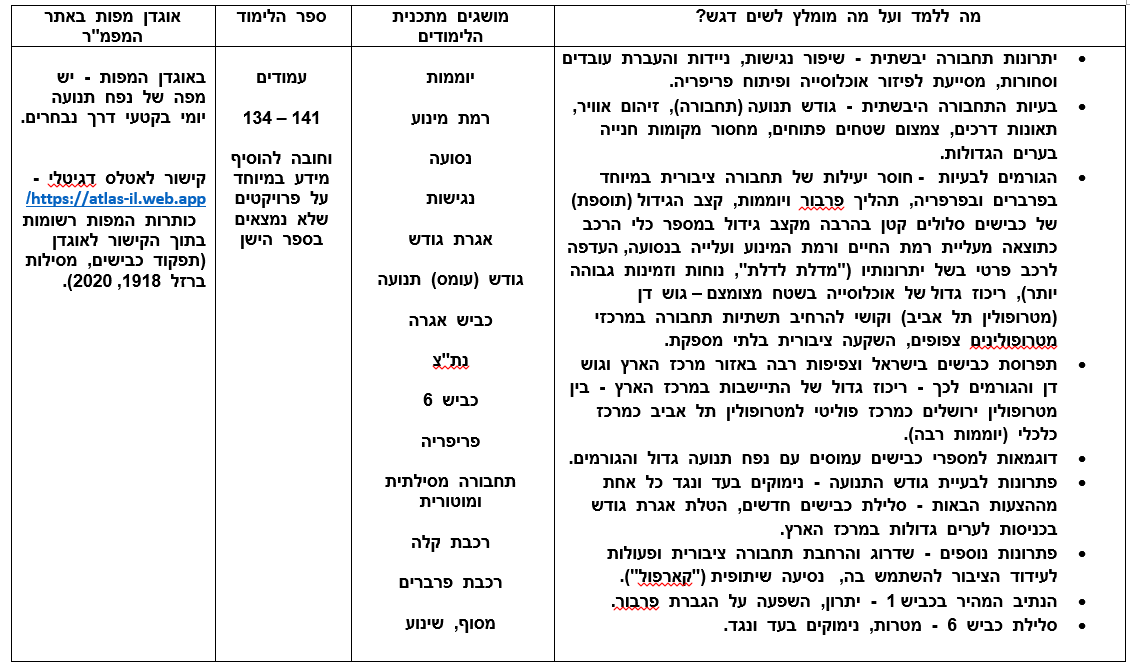 מה ללמד ועל מה מומלץ לשים דגש?
מושגים מתכנית
הלימודים
ספר הלימוד
אוגדן מפות באתר
המפמ"ר
• יתרונות תחבורה יבשתית - שיפור נגישות, ניידות והעברת עובדים
וסחורות, מסייעת לפיזור אוכלוסייה ופיתוח פריפריה.
• בעיות התחבורה היבשתית - גודש תנועה (תחבורה), זיהום אוויר,
תאונות דרכים, צמצום שטחים פתוחים, מחסור מקומות חנייה
בערים הגדולות.
• הגורמים לבעיות - חוסר יעילות של תחבורה ציבורית במיוחד
בפרברים ובפריפריה, תהליך פרבור ויוממות, קצב הגידול (תוספת)
של כבישים סלולים קטן בהרבה מקצב גידול במספר כלי הרכב
כתוצאה מעליית רמת החיים ורמת המינוע ועלייה בנסועה, העדפה
לרכב פרטי בשל יתרונותיו ("מדלת לדלת", נוחות וזמינות גבוהה
יותר), ריכוז גדול של אוכלוסייה בשטח מצומצם – גוש דן
(מטרופולין תל אביב) וקושי להרחיב תשתיות תחבורה במרכזי
מטרופולינים צפופים, השקעה ציבורית בלתי מספקת.
• תפרוסת כבישים בישראל וצפיפות רבה באזור מרכז הארץ וגוש
דן והגורמים לכך - ריכוז גדול של התיישבות במרכז הארץ - בין
מטרופולין ירושלים כמרכז פוליטי למטרופולין תל אביב כמרכז
כלכלי (יוממות רבה).
• דוגמאות למספרי כבישים עמוסים עם נפח תנועה גדול והגורמים.
• פתרונות לבעיית גודש התנועה - נימוקים בעד ונגד כל אחת
מההצעות הבאות - סלילת כבישים חדשים, הטלת אגרת גודש
בכניסות לערים גדולות במרכז הארץ.
• פתרונות נוספים - שדרוג והרחבת תחבורה ציבורית ופעולות
לעידוד הציבור להשתמש בה, נסיעה שיתופית ("קארפול").
• הנתיב המהיר בכביש 1 - יתרון, השפעה על הגברת פרבור.
• סלילת כביש 6 - מטרות, נימוקים בעד ונגד.
יוממות
רמת מינוע
נסועה
נגישות
אגרת גודש
גודש (עומס) תנועה
כביש אגרה
נת"צ
כביש 6
פריפריה
תחבורה מסילתית
ומוטורית
רכבת קלה
רכבת פרברים
מסוף, שינוע
עמודים
134 – 141
וחובה להוסיף
מידע במיוחד
על פרויקטים
שלא נמצאים
בספר הישן
באוגדן המפות - יש
מפה של נפח תנועה
יומי בקטעי דרך נבחרים.
קישור לאטלס דגיטלי -
https://atlas-il.web.app/
כותרות המפות רשומות
בתוך הקישור לאוגדן
(תפקוד כבישים, מסילות
ברזל 1918, 2020).